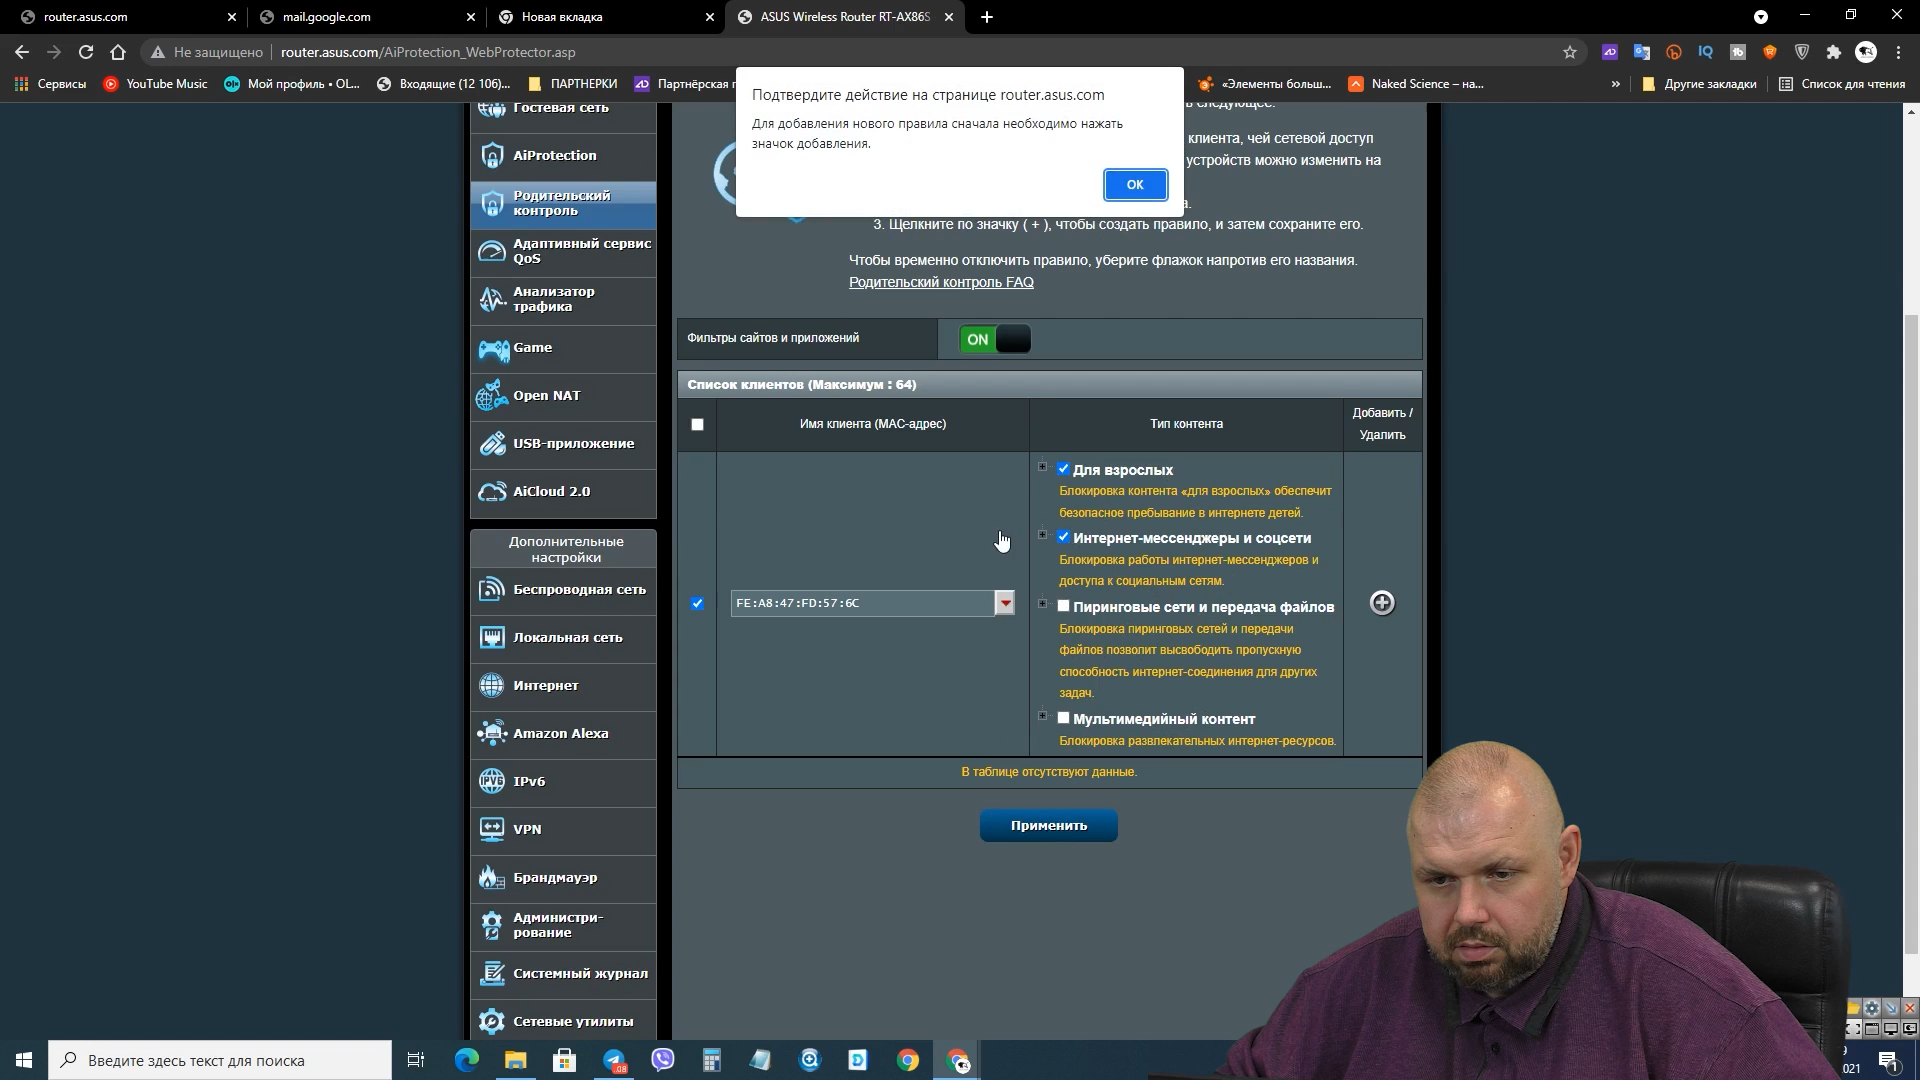 router.asus.com
mail.google.com
Новая вкладка
ASUS Wireless Router RT-AX86S
Не защищено
router.asus.com/AiProtection_WebProtector.asp
Сервисы
YouTube Music
Мой профиль • OL...
Входящие (12 106)...
ПАРТНЕРКИ
Партнёрская
«Элементы больш...
Naked Science – на...
»
Другие закладки
Список для чтения
Подтвердите действие на странице router.asus.com
Для добавления нового правила сначала необходимо нажать
значок добавления.
OK
Гостевая сеть
AiProtection
Родительский
контроль
Адаптивный сервис
QoS
Анализатор
трафика
Game
Open NAT
USB-приложение
AiCloud 2.0
Дополнительные
настройки
Беспроводная сеть
Локальная сеть
Интернет
Amazon Alexa
IPv6
VPN
Брандмауэр
Администри-
рование
Системный журнал
Сетевые утилиты
следующее.
клиента, чей сетевой доступ
устройств можно изменить на
3. Щелкните по значку ( + ), чтобы создать правило, и затем сохраните его.
Чтобы временно отключить правило, уберите флажок напротив его названия.
Родительский контроль FAQ
Фильтры сайтов и приложений
ON
Список клиентов (Максимум : 64)
Имя клиента (MAC-адрес)
Тип контента
Добавить /
Удалить
FE:A8:47:FD:57:6C
Для взрослых
Блокировка контента «для взрослых» обеспечит
безопасное пребывание в интернете детей.
Интернет-мессенджеры и соцсети
Блокировка работы интернет-мессенджеров и
доступа к социальным сетям.
Пиринговые сети и передача файлов
Блокировка пиринговых сетей и передачи
файлов позволит высвободить пропускную
способность интернет-соединения для других
задач.
Мультимедийный контент
Блокировка развлекательных интернет-ресурсов.
В таблице отсутствуют данные.
Применить
Введите здесь текст для поиска